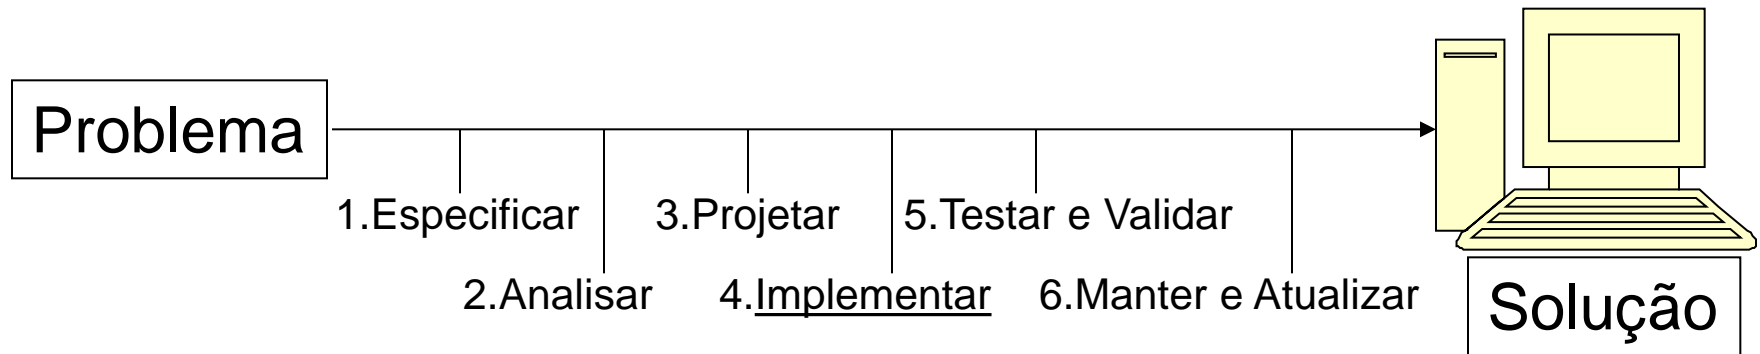 Problema
1.Especificar
3.Projetar
5.Testar e Validar
2.Analisar
4.Implementar
6.Manter e Atualizar
Solução